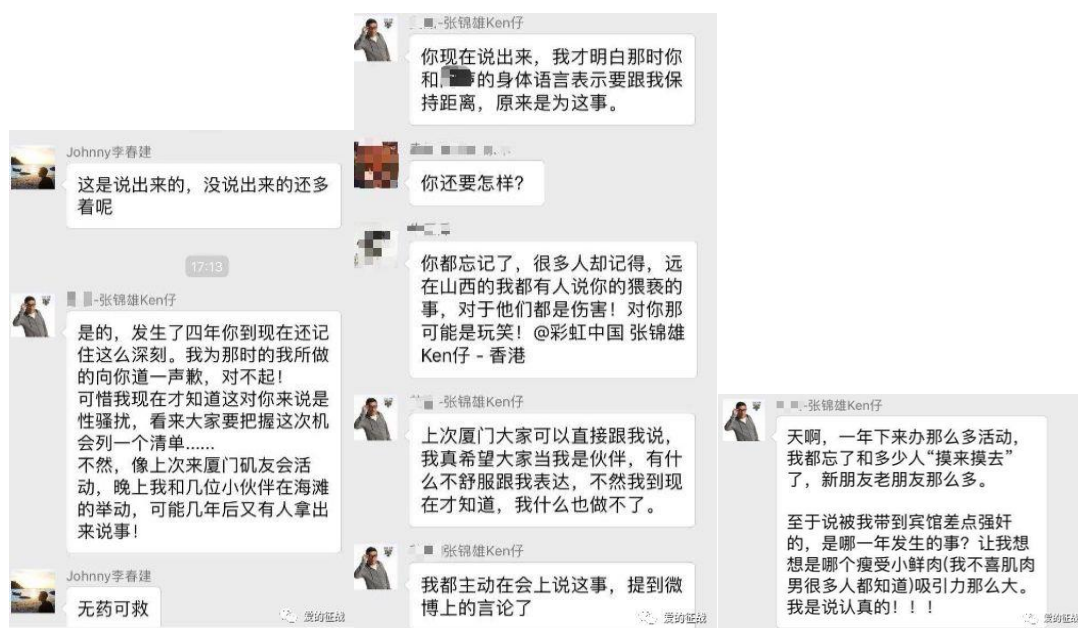 Johnny李春建
这是说出来的，没说出来的还多
着呢
17:13
-张锦雄Ken仔
是的，发生了四年你到现在还记
住这么深刻。我为那时的我所做
的向你道一声歉，对不起！
可惜我现在才知道这对你来说是
性骚扰，看来大家要把握这次机
会列一个清单......
不然，像上次来厦门矶友会活
动，晚上我和几位小伙伴在海滩
的举动，可能几年后又有人拿出
来说事！
Johnny李春建
无药可救
爱的征战
-张锦雄Ken仔
你现在说出来，我才明白那时你
和的身体语言表示要跟我保
持距离，原来是为这事。
你还要怎样？
你都忘记了，很多人却记得，远
在山西的我都有人说你的猥亵的
事，对于他们都是伤害！对你那
可能是玩笑！@彩虹中国 张锦雄
Ken仔 - 香港
-张锦雄Ken仔
上次厦门大家可以直接跟我说，
我真希望大家当我是伙伴，有什
么不舒服跟我表达，不然我到现
在才知道，我什么也做不了。
张锦雄Ken仔
我都主动在会上说这事，提到微
博上的言论了
爱的征战
-张锦雄Ken仔
天啊，一年下来办那么多活动，
我都忘了和多少人“摸来摸去”
了，新朋友老朋友那么多。
至于说被我带到宾馆差点强奸
的，是哪一年发生的事？让我想
想是哪个瘦受小鲜肉(我不喜肌肉
男很多人都知道)吸引力那么大。
我是说认真的！！！
爱的征战